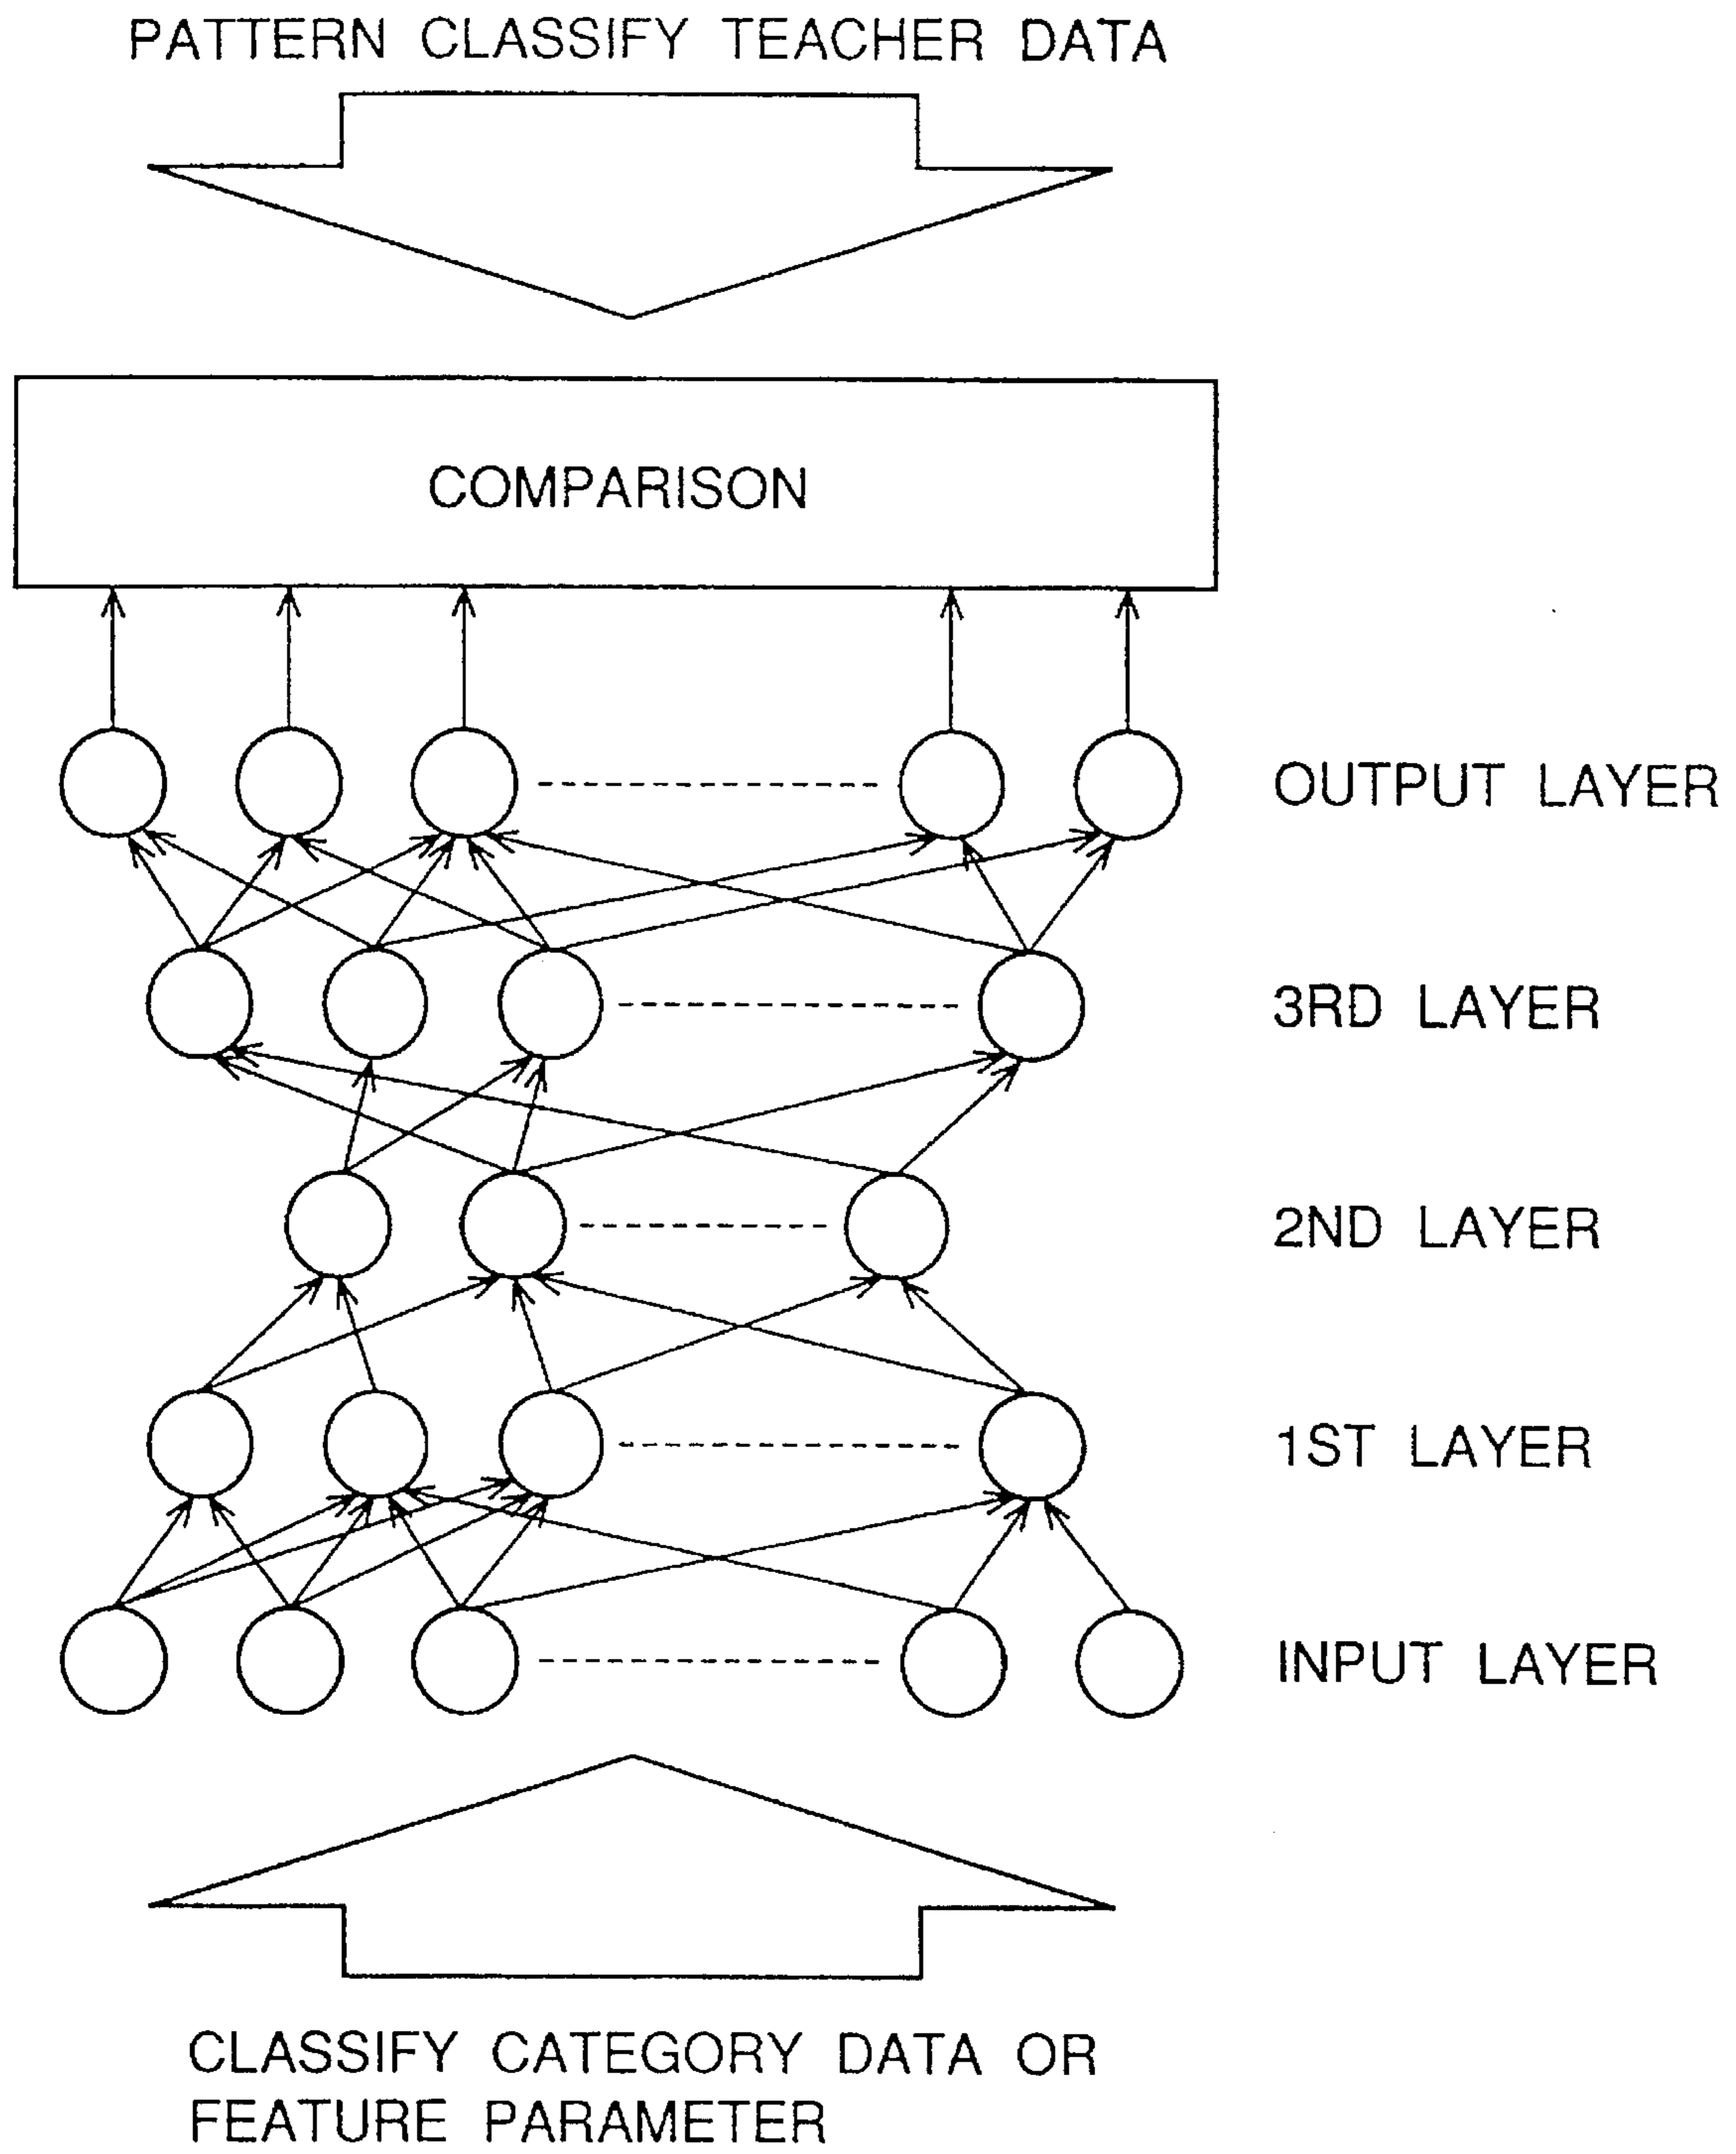 PATTERN CLASSIFY TEACHER DATA
COMPARISON
OUTPUT LAYER
3RD LAYER
2ND LAYER
1ST LAYER
INPUT LAYER
CLASSIFY CATEGORY DATA OR
FEATURE PARAMETER